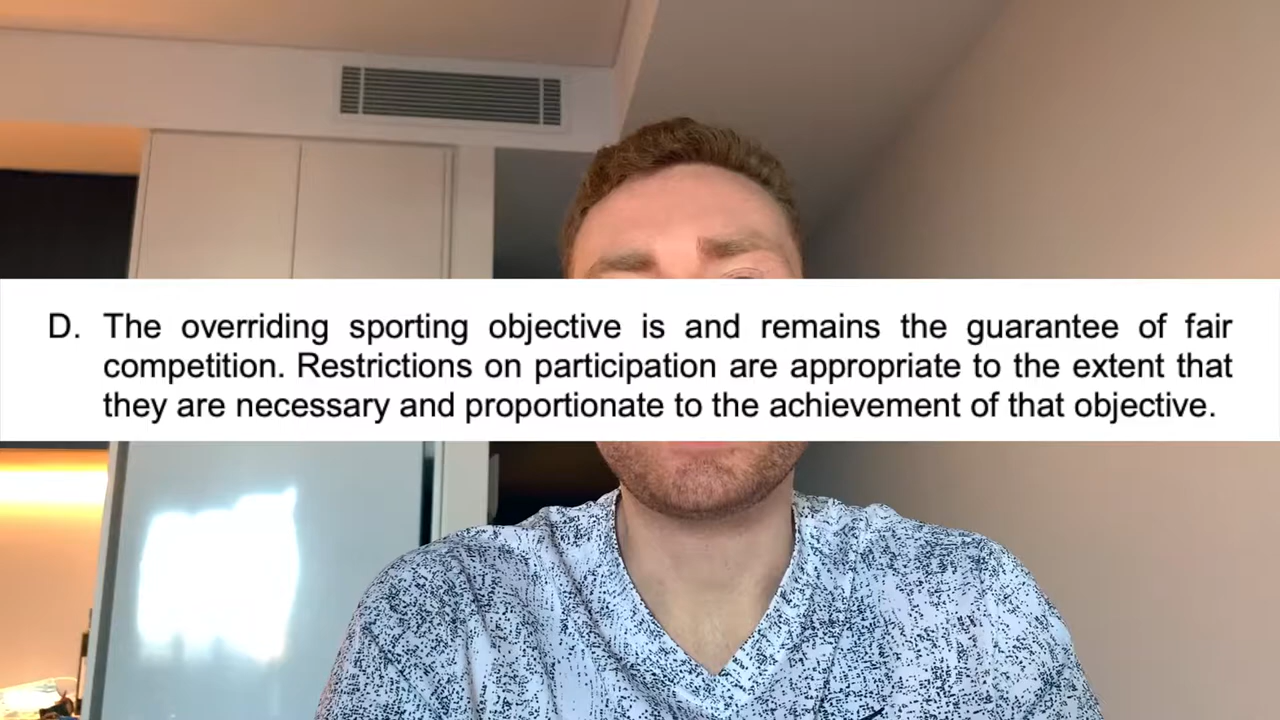 D. The overriding sporting objective is and remains the guarantee of fair
competition. Restrictions on participation are appropriate to the extent that
they are necessary and proportionate to the achievement of that objective.